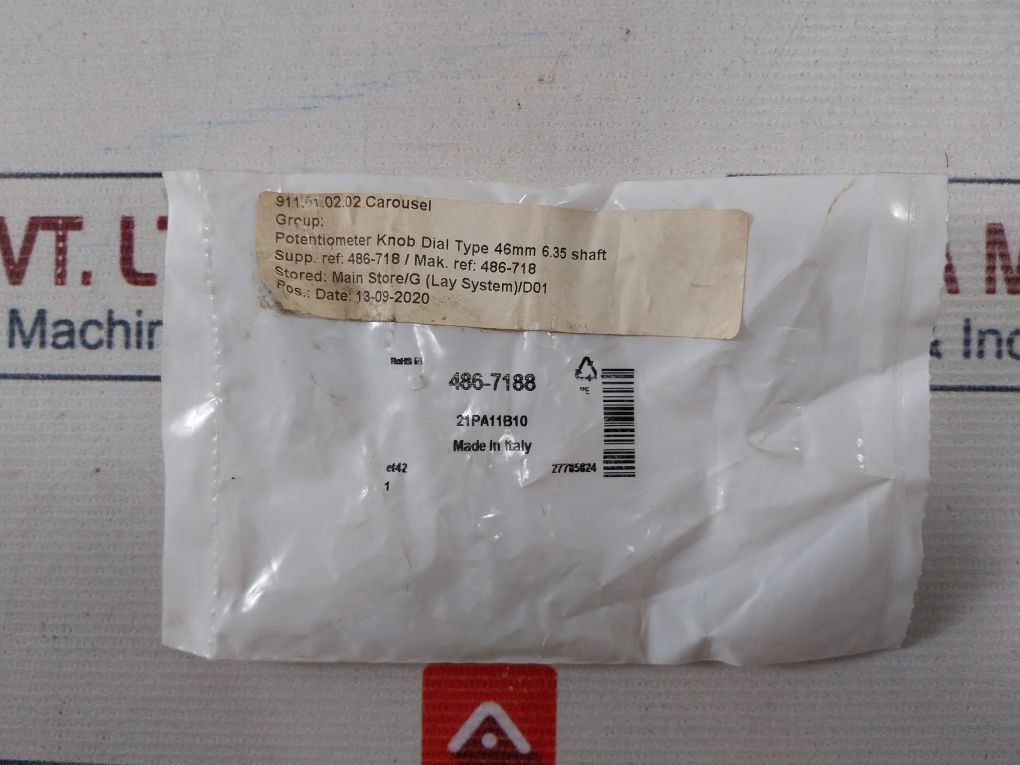 911.01.02.02 Carousel
Group:
Potentiometer Knob Dial Type 46mm 6.35 shaft
Supp. ref: 486-718 / Mak. ref: 486-718
Stored: Main Store/G (Lay System)/D01
Pos.: Date: 13-09-2020
RoHS
486-7188
PE
21PA11B10
Made In Italy
et42
27785824
1
VT. L
A M
Machin
& Ind